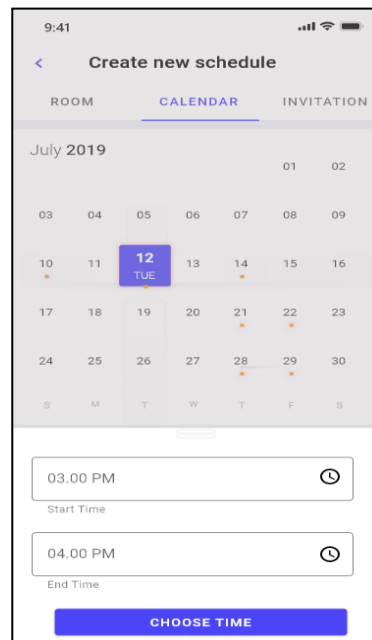 9:41
Create new schedule
ROOM CALENDAR INVITATION
July 2019
01 02
03 04 05 06 07 08 09
10 11 12 13 14 15 16
TUE
17 18 19 20 21 22 23
24 25 26 27 28 29 30
S M T W T F S
03.00 PM
Start Time
04.00 PM
End Time
CHOOSE TIME